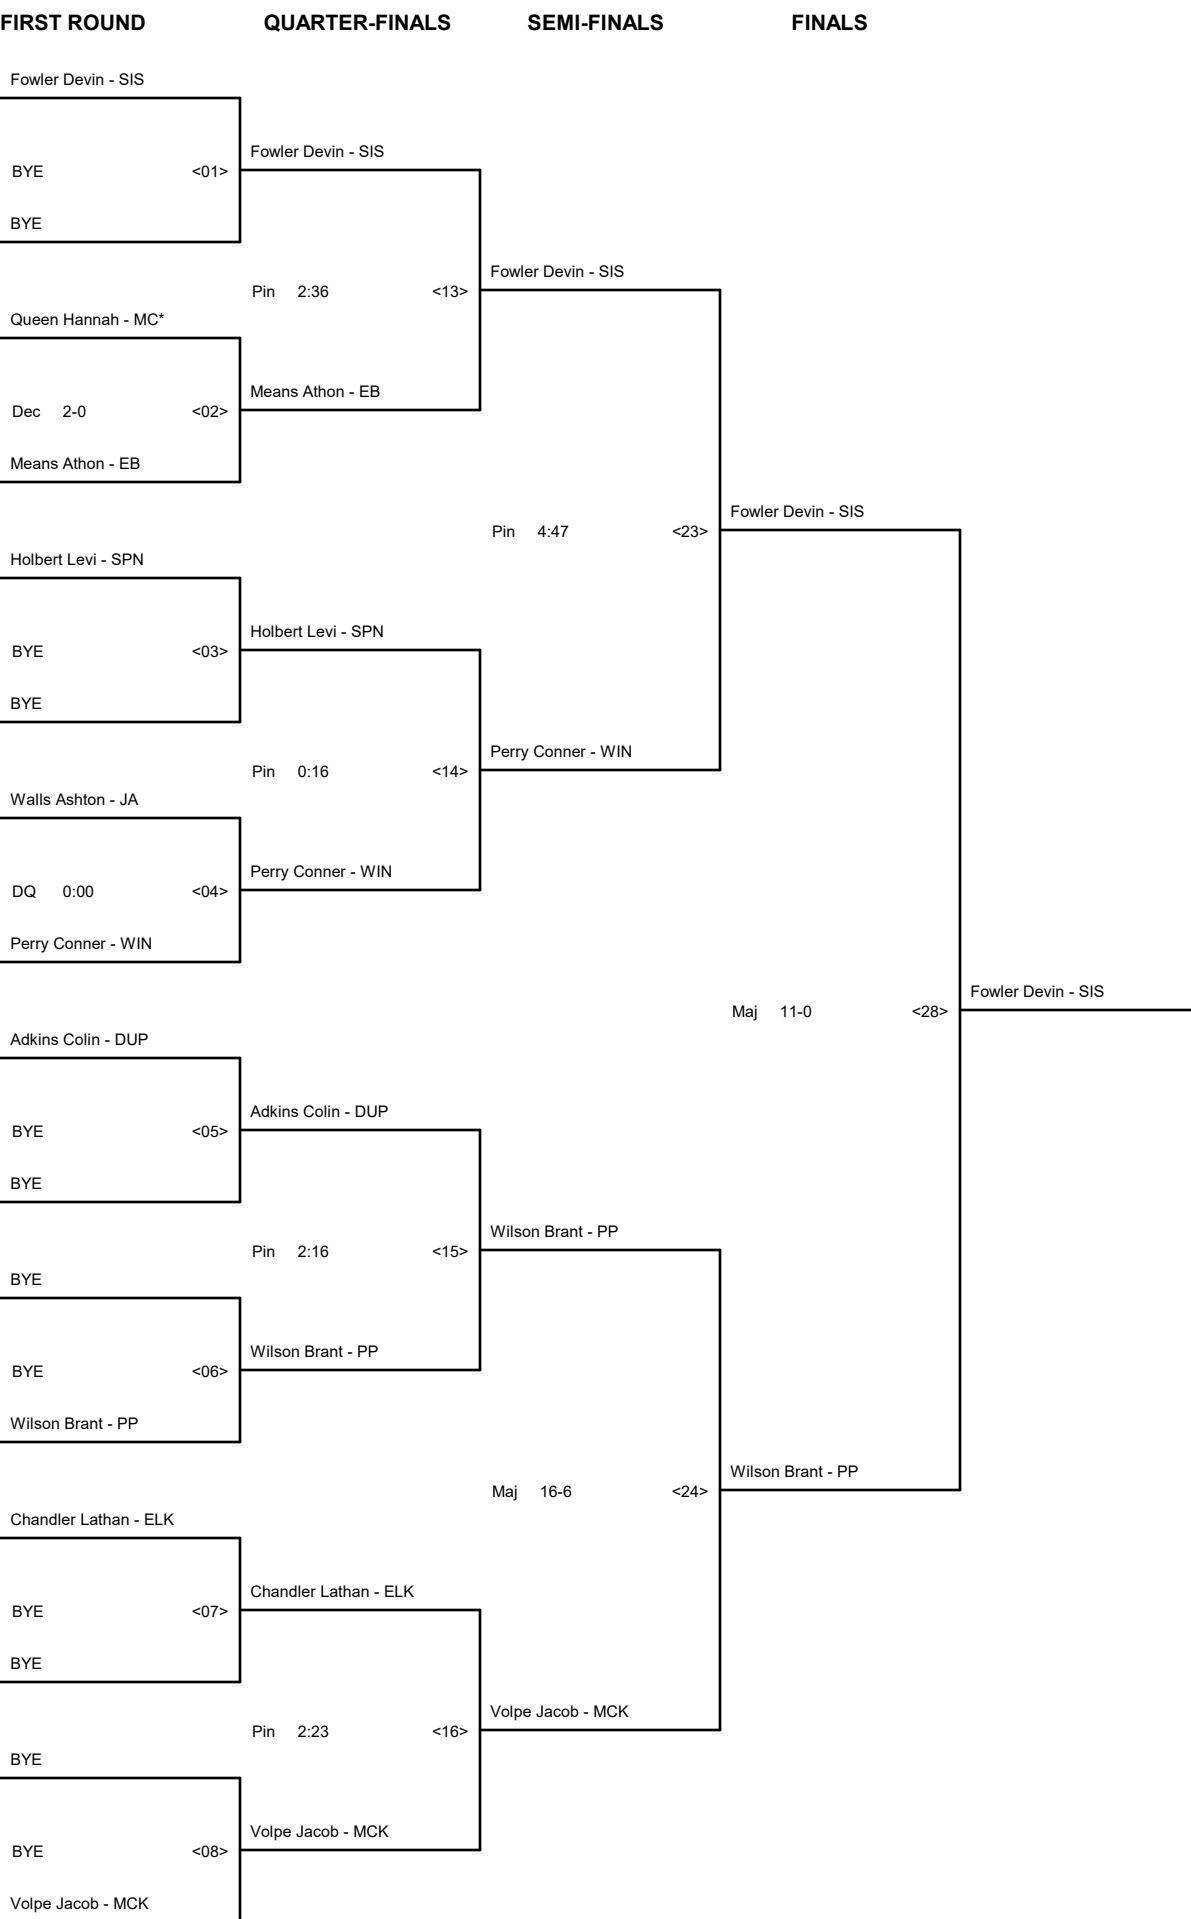 FIRST ROUND QUARTER-FINALS SEMI-FINALS FINALS
Fowler Devin - SIS
Fowler Devin - SIS
BYE <01>
BYE
Fowler Devin - SIS
Pin 2:36 <13>
Queen Hannah - MC*
Means Athon - EB
Dec 2-0 <02>
Means Athon - EB
Fowler Devin - SIS
Pin 4:47 <23>
Holbert Levi - SPN
Holbert Levi - SPN
BYE <03>
BYE
Perry Conner - WIN
Pin 0:16 <14>
Walls Ashton - JA
Perry Conner - WIN
DQ 0:00 <04>
Perry Conner - WIN
Fowler Devin - SIS
Maj 11-0 <28>
Adkins Colin - DUP
Adkins Colin - DUP
BYE <05>
BYE
Wilson Brant - PP
Pin 2:16 <15>
BYE
Wilson Brant - PP
BYE <06>
Wilson Brant - PP
Wilson Brant - PP
Maj 16-6 <24>
Chandler Lathan - ELK
Chandler Lathan - ELK
BYE <07>
BYE
Volpe Jacob - MCK
Pin 2:23 <16>
BYE
Volpe Jacob - MCK
BYE <08>
Volpe Jacob - MCK